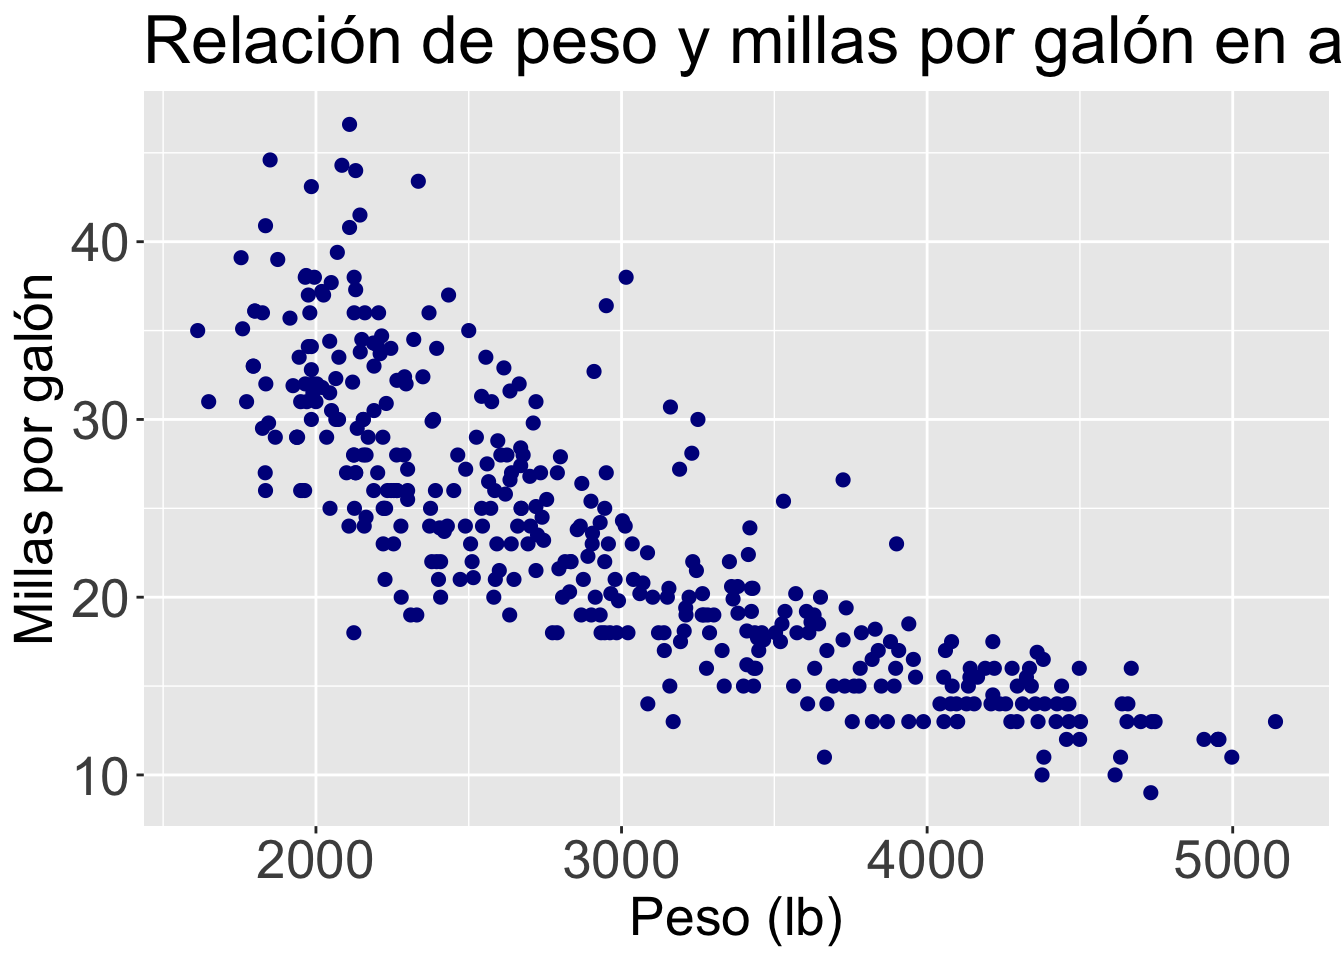 Relación de peso y millas por galón en a
Millas por galón
40
30
20
10
2000 3000 4000 5000
Peso (lb)